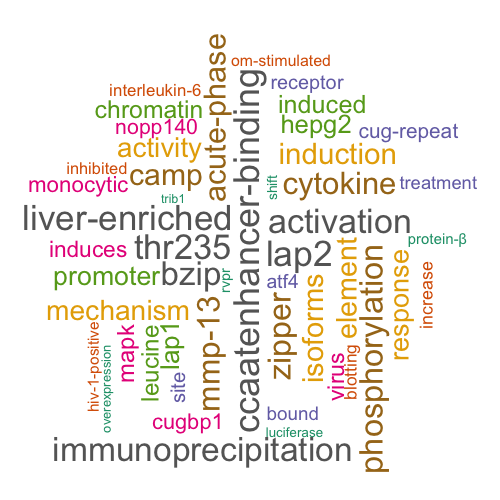 om-stimulated
interleukin-6
receptor
chromatin
induced
nopp140
hepg2
cug-repeat
acute-phase
ccaatenhancer-binding
activity
induction
inhibited
camp
monocytic
shift
cytokine
treatment
trib1
liver-enriched
activation
protein-β
induces
thr235
lap2
promoter
bzip
rvpr
atf4
zipper
isoforms
element
phosphorylation
response
increase
mechanism
mmp-13
hiv-1-positive
overexpression
mapk
leucine
lap1
site
virus
blotting
cugbp1
bound
luciferase
immunoprecipitation